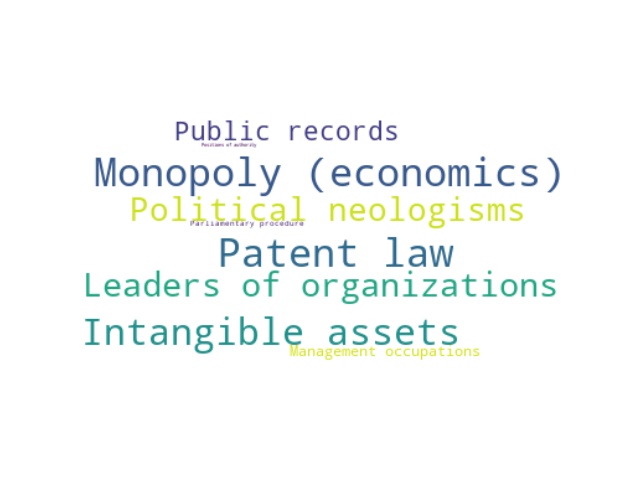 Public records
Positions of authority
Monopoly (economics)
Political neologisms
Parliamentary procedure
Patent law
Leaders of organizations
Intangible assets
Management occupations